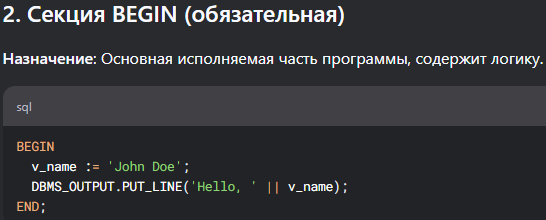 2. Секция BEGIN (обязательная)
Назначение: Основная исполняемая часть программы, содержит логику.
sql
BEGIN
  v_name := 'John Doe';
  DBMS_OUTPUT.PUT_LINE('Hello, ' || v_name);
END;